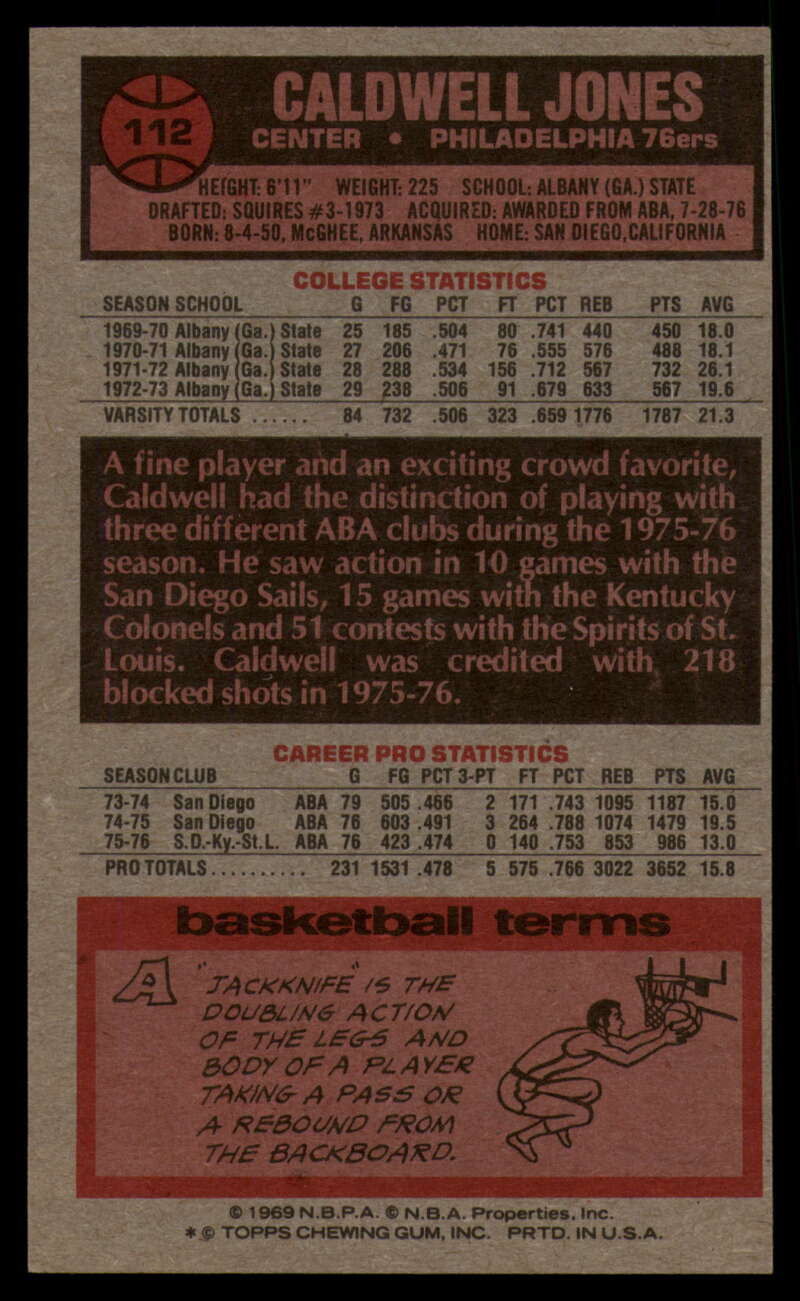 112
CALDWELL JONES
CENTER • PHILADELPHIA 76ers
HEIGHT: 6'11" WEIGHT: 225 SCHOOL: ALBANY (GA.) STATE
DRAFTED: SQUIRES #3-1973 ACQUIRED: AWARDED FROM ABA, 7-28-76
BORN: 8-4-50, McGHEE, ARKANSAS HOME: SAN DIEGO, CALIFORNIA
COLLEGE STATISTICS
SEASON SCHOOL G FG PCT FT PCT REB PTS AVG
1969-70 Albany (Ga.) State 25 185 .504 80 .741 440 450 18.0
1970-71 Albany (Ga.) State 27 206 .471 76 .555 576 488 18.1
1971-72 Albany (Ga.) State 28 288 .534 156 .712 567 732 26.1
1972-73 Albany (Ga.) State 29 238 .506 91 .679 633 567 19.6
VARSITY TOTALS ...... 84 732 .506 323 .659 1776 1787 21.3
A fine player and an exciting crowd favorite,
Caldwell had the distinction of playing with
three different ABA clubs during the 1975-76
season. He saw action in 10 games with the
San Diego Sails, 15 games with the Kentucky
Colonels and 51 contests with the Spirits of St.
Louis. Caldwell was credited with 218
blocked shots in 1975-76.
CAREER PRO STATISTICS
SEASON CLUB G FG PCT 3-PT FT PCT REB PTS AVG
73-74 San Diego ABA 79 505 .466 2 171 .743 1095 1187 15.0
74-75 San Diego ABA 76 603 .491 3 264 .788 1074 1479 19.5
75-76 S.D.-Ky.-St.L. ABA 76 423 .474 0 140 .753 853 986 13.0
PRO TOTALS.......... 231 1531 .478 5 575 .766 3022 3652 15.8
basketball terms
A "JACKKNIFE" IS THE
DOUBLING ACTION
OF THE LEGS AND
BODY OF A PLAYER
TAKING A PASS OR
A REBOUND FROM
THE BACKBOARD.
© 1969 N.B.P.A. © N.B.A. Properties, Inc.
* © TOPPS CHEWING GUM, INC. PRTD. IN U.S.A.